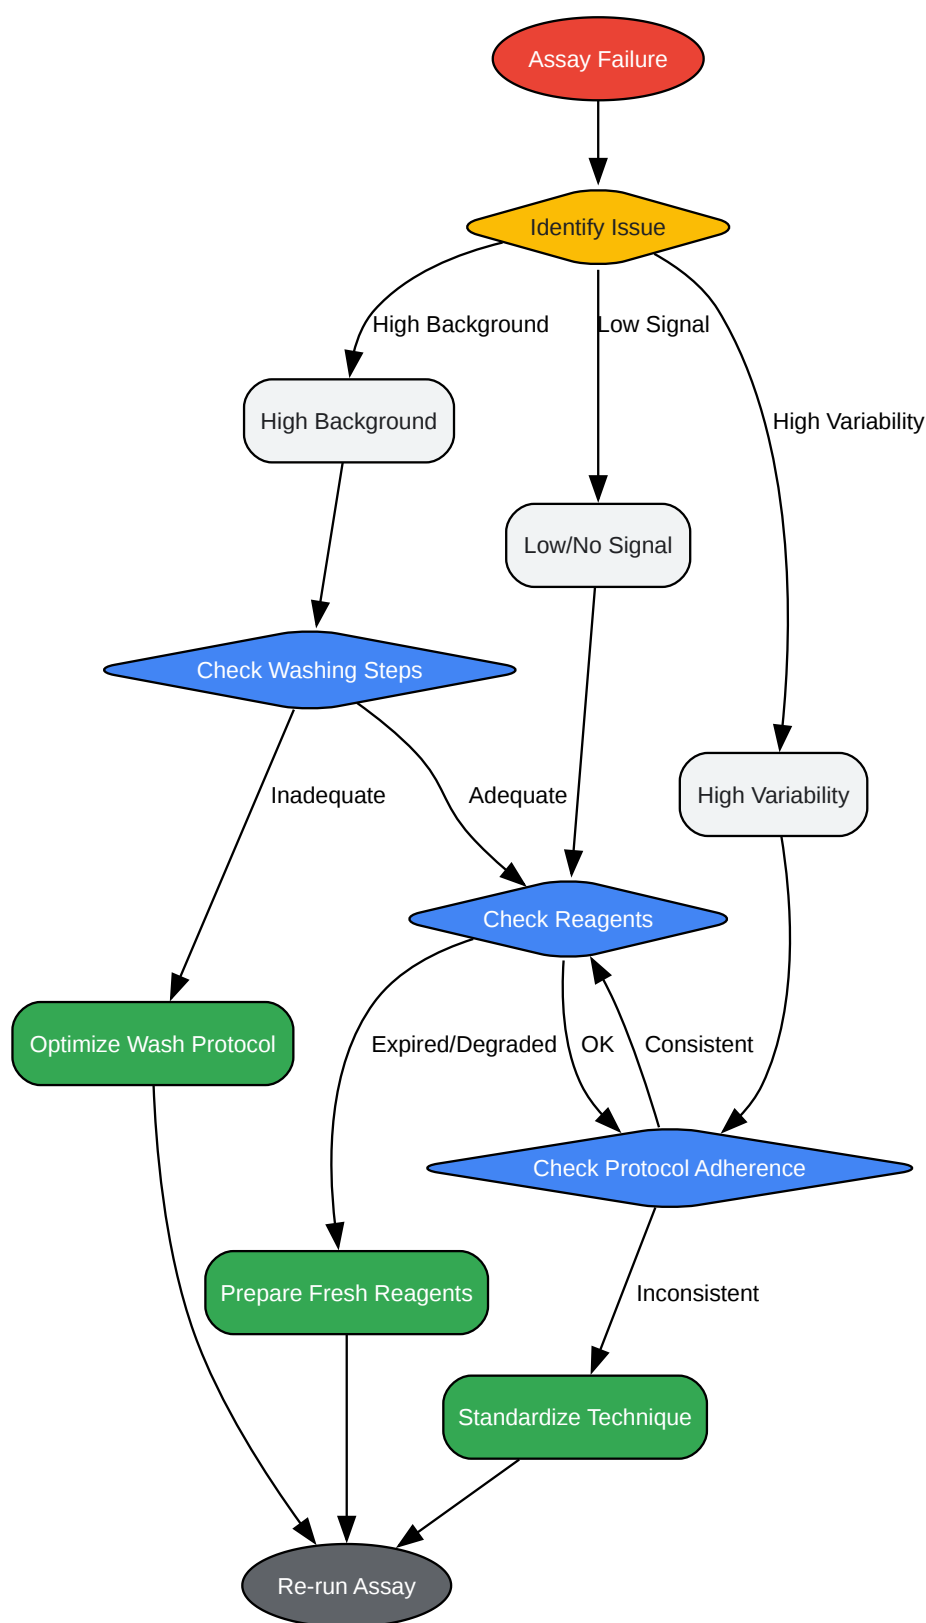 Assay Failure
Identify Issue
High Background
Low Signal
High Background
High Variability
Low/No Signal
Check Washing Steps
Inadequate
Adequate
High Variability
Check Reagents
Optimize Wash Protocol
Expired/Degraded
OK
Consistent
Check Protocol Adherence
Prepare Fresh Reagents
Inconsistent
Standardize Technique
Re-run Assay